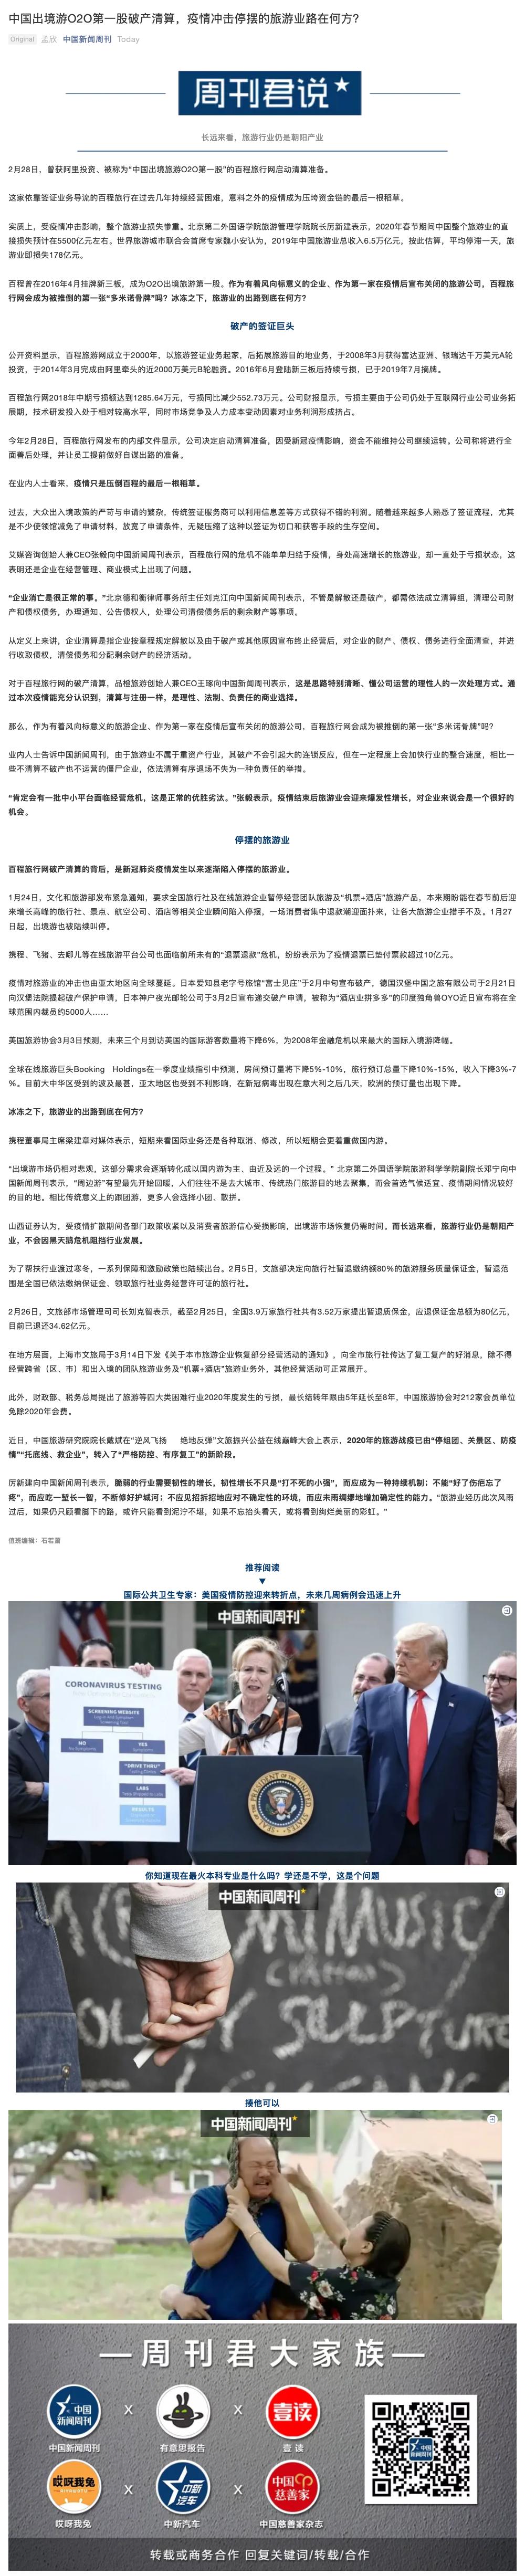 中国出境游O2O第一股破产清算，疫情冲击停摆的旅游业路在何方？
Original 孟欣 中国新闻周刊 Today
周刊君说
长远来看，旅游行业仍是朝阳产业
2月28日，曾获阿里投资、被称为“中国出境旅游O2O第一股”的百程旅行网启动清算准备。
这家依靠签证业务导流的百程旅行在过去几年持续经营困难，意料之外的疫情成为压垮资金链的最后一根稻草。
实质上，受疫情冲击影响，整个旅游业损失惨重。北京第二外国语学院旅游管理学院院长厉新建表示，2020年春节期间中国整个旅游业的直
接损失预计在5500亿元左右。世界旅游城市联合会首席专家魏小安认为，2019年中国旅游业总收入6.5万亿元，按此估算，平均停滞一天，旅
游业即损失178亿元。
百程曾在2016年4月挂牌新三板，成为O2O出境旅游第一股。作为有着风向标意义的企业、作为第一家在疫情后宣布关闭的旅游公司，百程旅
行网会成为被推倒的第一张“多米诺骨牌”吗？冰冻之下，旅游业的出路到底在何方？
破产的签证巨头
公开资料显示，百程旅游网成立于2000年，以旅游签证业务起家，后拓展旅游目的地业务，于2008年3月获得富达亚洲、银瑞达千万美元A轮
投资，于2014年3月完成由阿里牵头的近2000万美元B轮融资。2016年6月登陆新三板后持续亏损，已于2019年7月摘牌。
百程旅行网2018年中期亏损额达到1285.64万元，亏损同比减少552.73万元。公司财报显示，亏损主要由于公司仍处于互联网行业公司业务拓
展期，技术研发投入处于相对较高水平，同时市场竞争及人力成本变动因素对业务利润形成挤占。
今年2月28日，百程旅行网发布的内部文件显示，公司决定启动清算准备，因受新冠疫情影响，资金不能维持公司继续运转。公司称将进行全
面善后处理，并让员工提前做好自谋出路的准备。
在业内人士看来，疫情只是压倒百程的最后一根稻草。
过去，大众出入境政策的严苛与申请的繁杂，传统签证服务商可以利用信息差等方式获得不错的利润。随着越来越多人熟悉了签证流程，尤其
是不少使领馆减免了申请材料，放宽了申请条件，无疑压缩了这种以签证为切口和获客手段的生存空间。
艾媒咨询创始人兼CEO张毅向中国新闻周刊表示，百程旅行网的危机不能单单归结于疫情，身处高速增长的旅游业，却一直处于亏损状态，这
表明还是企业在经营管理、商业模式上出现了问题。
“企业消亡是很正常的事。”北京德和衡律师事务所主任刘克江向中国新闻周刊表示，不管是解散还是破产，都需依法成立清算组，清理公司财
产和债权债务，办理通知、公告债权人，处理公司清偿债务后的剩余财产等事项。
从定义上来讲，企业清算是指企业按章程规定解散以及由于破产或其他原因宣布终止经营后，对企业的财产、债权、债务进行全面清查，并进
行收取债权，清偿债务和分配剩余财产的经济活动。
对于百程旅行网的破产清算，品橙旅游创始人兼CEO王琢向中国新闻周刊表示，这是思路特别清晰、懂公司运营的理性人的一次处理方式。通
过本次疫情能充分认识到，清算与注册一样，是理性、法制、负责任的商业选择。
那么，作为有着风向标意义的旅游企业、作为第一家在疫情后宣布关闭的旅游公司，百程旅行网会成为被推倒的第一张“多米诺骨牌”吗？
业内人士告诉中国新闻周刊，由于旅游业不属于重资产行业，其破产不会引起大的连锁反应，但在一定程度上会加快行业的整合速度，相比一
些不清算不破产也不运营的僵尸企业，依法清算有序退场不失为一种负责任的举措。
“肯定会有一批中小平台面临经营危机，这是正常的优胜劣汰。”张毅表示，疫情结束后旅游业会迎来爆发性增长，对企业来说会是一个很好的
机会。
停摆的旅游业
百程旅行网破产清算的背后，是新冠肺炎疫情发生以来逐渐陷入停摆的旅游业。
1月24日，文化和旅游部发布紧急通知，要求全国旅行社及在线旅游企业暂停经营团队旅游及“机票+酒店”旅游产品，本来期盼能在春节前后迎
来增长高峰的旅行社、景点、航空公司、酒店等相关企业瞬间陷入停摆，一场消费者集中退款潮迎面扑来，让各大旅游企业措手不及。1月27
日起，出境游也被陆续叫停。
携程、飞猪、去哪儿等在线旅游平台公司也面临前所未有的“退票退款”危机，纷纷表示为了疫情退票已垫付票款超过10亿元。
疫情对旅游业的冲击也由亚太地区向全球蔓延。日本爱知县老字号旅馆“富士见庄”于2月中旬宣布破产，德国汉堡中国之旅有限公司于2月21日
向汉堡法院提起破产保护申请，日本神户夜光邮轮公司于3月2日宣布递交破产申请，被称为“酒店业拼多多”的印度独角兽OYO近日宣布将在全
球范围内裁员约5000人……
美国旅游协会3月3日预测，未来三个月到访美国的国际游客数量将下降6%，为2008年金融危机以来最大的国际入境游降幅。
全球在线旅游巨头Booking Holdings在一季度业绩指引中预测，房间预订量将下降5%-10%，旅行预订总量下降10%-15%，收入下降3%-7
%。目前大中华区受到的波及最甚，亚太地区也受到不利影响，在新冠病毒出现在意大利之后几天，欧洲的预订量也出现下降。
冰冻之下，旅游业的出路到底在何方？
携程董事局主席梁建章对媒体表示，短期来看国际业务还是各种取消、修改，所以短期会更着重做国内游。
“出境游市场仍相对悲观，这部分需求会逐渐转化成以国内游为主、由近及远的一个过程。” 北京第二外国语学院旅游科学学院副院长邓宁向中
国新闻周刊表示，“周边游”有望最先开始回暖，人们往往不是去大城市、传统热门旅游目的地去聚集，而会首选气候适宜、疫情期间情况较好
的目的地。相比传统意义上的跟团游，更多人会选择小团、散拼。
山西证券认为，受疫情扩散期间各部门政策收紧以及消费者旅游信心受损影响，出境游市场恢复仍需时间。而长远来看，旅游行业仍是朝阳产
业，不会因黑天鹅危机阻挡行业发展。
为了帮扶行业渡过寒冬，一系列保障和激励政策也陆续出台。2月5日，文旅部决定向旅行社暂退缴纳额80%的旅游服务质量保证金，暂退范
围是全国已依法缴纳保证金、领取旅行社业务经营许可证的旅行社。
2月26日，文旅部市场管理司司长刘克智表示，截至2月25日，全国3.9万家旅行社共有3.52万家提出暂退质保金，应退保证金总额为80亿元，
目前已退还34.62亿元。
在地方层面，上海市文旅局于3月14日下发《关于本市旅游企业恢复部分经营活动的通知》，向全市旅行社传达了复工复产的好消息，除不得
经营跨省（区、市）和出入境的团队旅游业务及“机票+酒店”旅游业务外，其他经营活动可正常开展。
此外，财政部、税务总局提出了旅游等四大类困难行业2020年度发生的亏损，最长结转年限由5年延长至8年，中国旅游协会对212家会员单位
免除2020年会费。
近日，中国旅游研究院院长戴斌在“逆风飞扬 绝地反弹”文旅振兴公益在线巅峰大会上表示，2020年的旅游战疫已由“停组团、关景区、防疫
情”“托底线、救企业”，转入了“严格防控、有序复工”的新阶段。
厉新建向中国新闻周刊表示，脆弱的行业需要韧性的增长，韧性增长不只是“打不死的小强”，而应成为一种持续机制；不能“好了伤疤忘了
疼”，而应吃一堑长一智，不断修好护城河；不应见招拆招地应对不确定性的环境，而应未雨绸缪地增加确定性的能力。“旅游业经历此次风雨
过后，如果仍只顾看脚下的路，或许只能看到泥泞不堪，如果不忘抬头看天，或将看到绚烂美丽的彩虹。”
值班编辑：石若萧
推荐阅读
▼
国际公共卫生专家：美国疫情防控迎来转折点，未来几周病例会迅速上升
中国新闻周刊
CORONAVIRUS TESTING
SCREENING WEBSITE
NO
YES
"DRIVE THRU"
LABS
RESULTS
你知道现在最火本科专业是什么吗？学还是不学，这是个问题
中国新闻周刊
揍他可以
中国新闻周刊
周刊君大家族
中国新闻周刊 X X 壹读
中国新闻周刊 有意思报告 壹读
哎呀我兔 X 中新汽车 X 中国慈善家
哎呀我兔 中新汽车 中国慈善家杂志
转载或商务合作 回复关键词/转载/合作